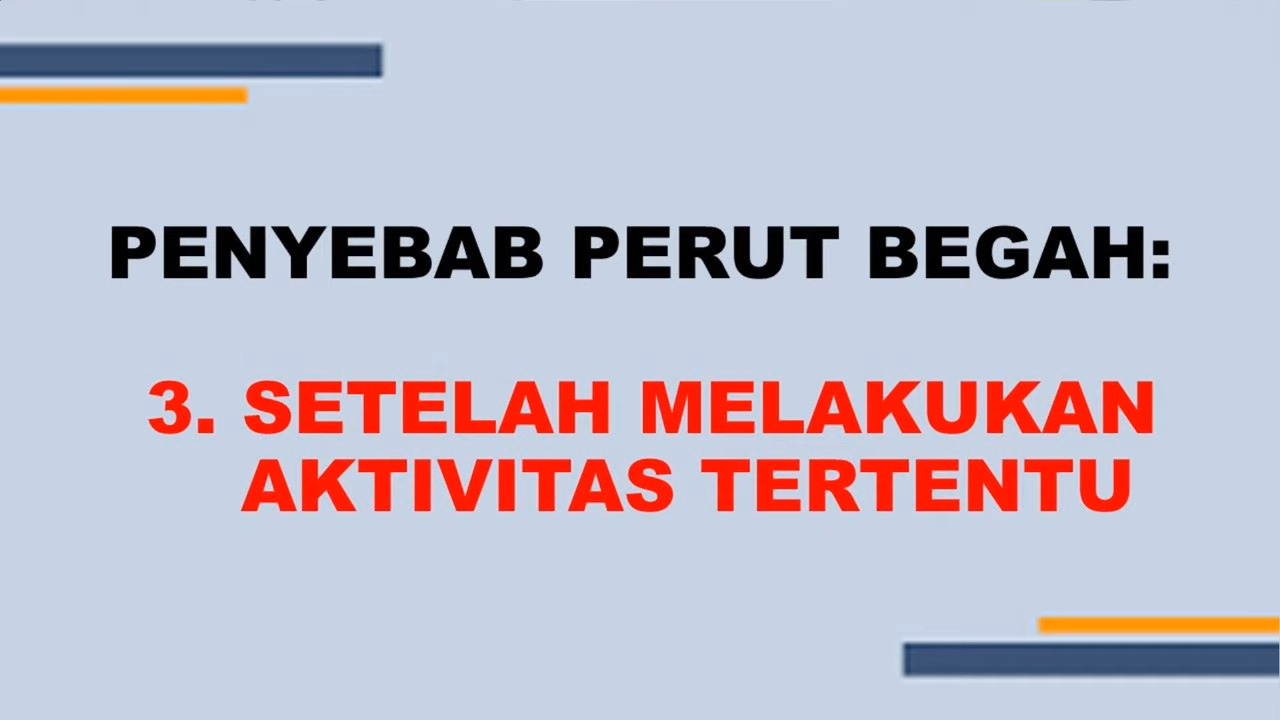 PENYEBAB PERUT BEGAH:
3. SETELAH MELAKUKAN
AKTIVITAS TERTENTU